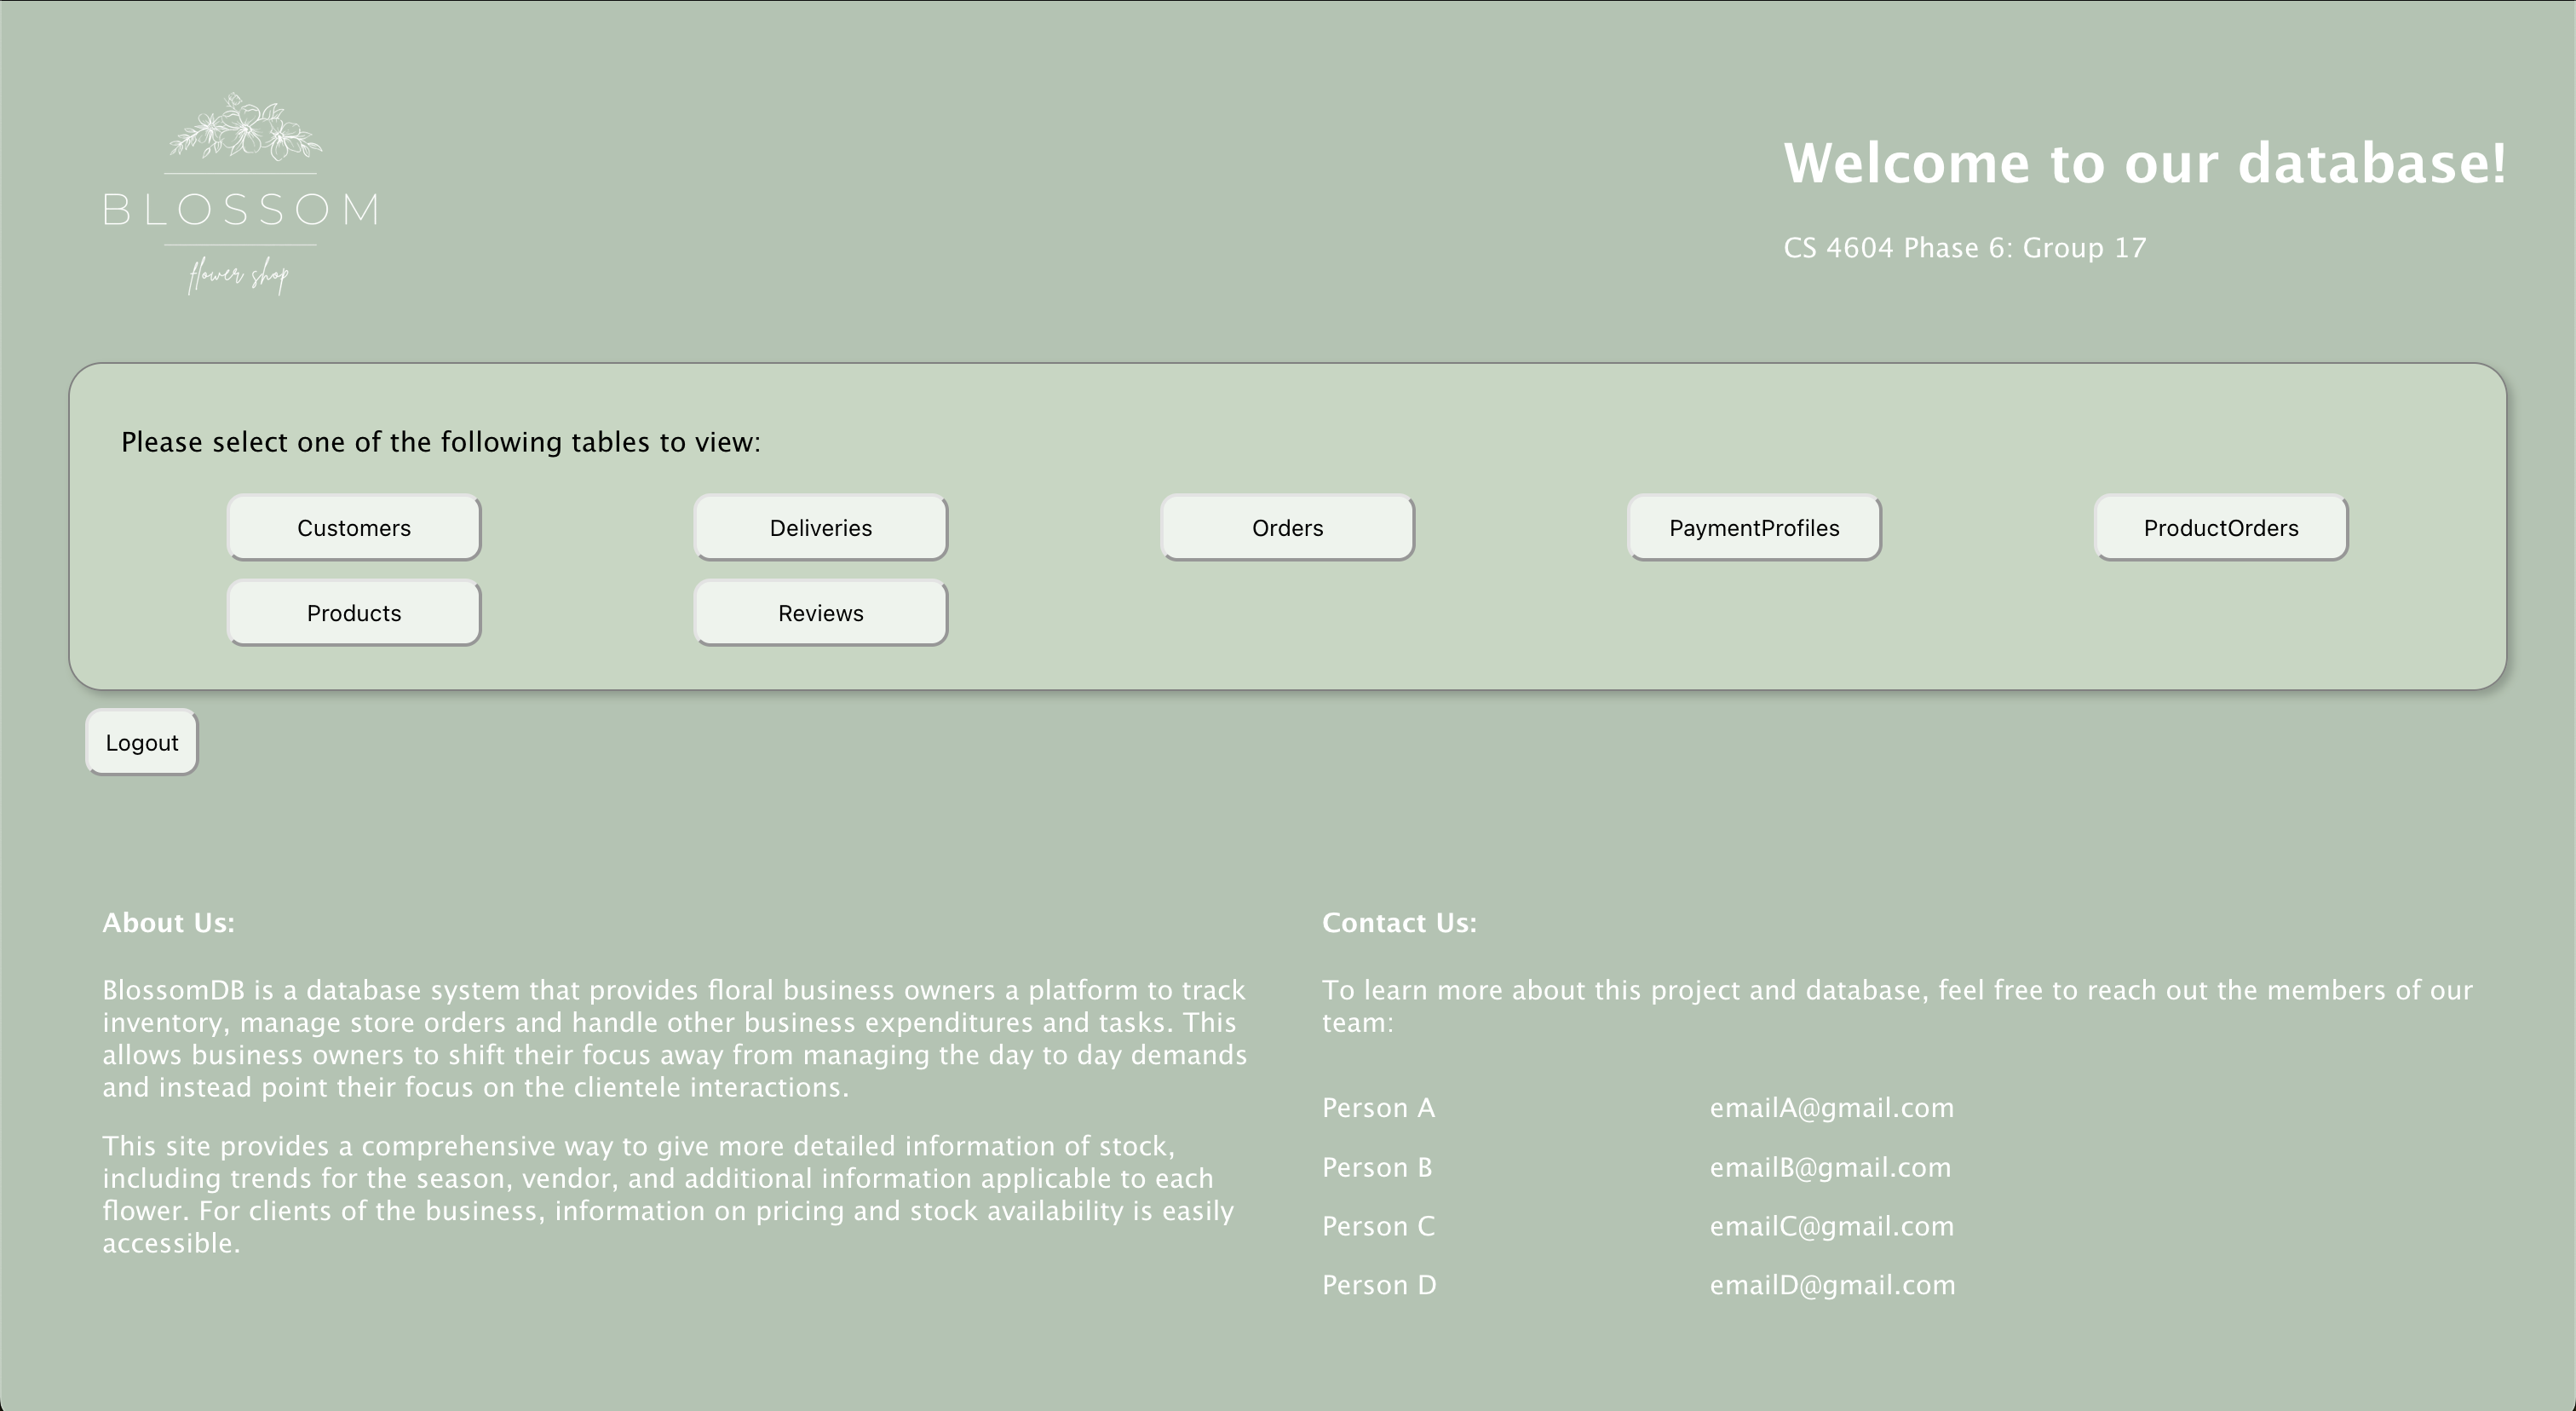 BLOSSOM
flower shop
Welcome to our database!
CS 4604 Phase 6: Group 17
Please select one of the following tables to view:
Customers
Deliveries
Orders
PaymentProfiles
ProductOrders
Products
Reviews
Logout
About Us:
BlossomDB is a database system that provides floral business owners a platform to track
inventory, manage store orders and handle other business expenditures and tasks. This
allows business owners to shift their focus away from managing the day to day demands
and instead point their focus on the clientele interactions.
This site provides a comprehensive way to give more detailed information of stock,
including trends for the season, vendor, and additional information applicable to each
flower. For clients of the business, information on pricing and stock availability is easily
accessible.
Contact Us:
To learn more about this project and database, feel free to reach out the members of our
team:
Person A emailA@gmail.com
Person B emailB@gmail.com
Person C emailC@gmail.com
Person D emailD@gmail.com